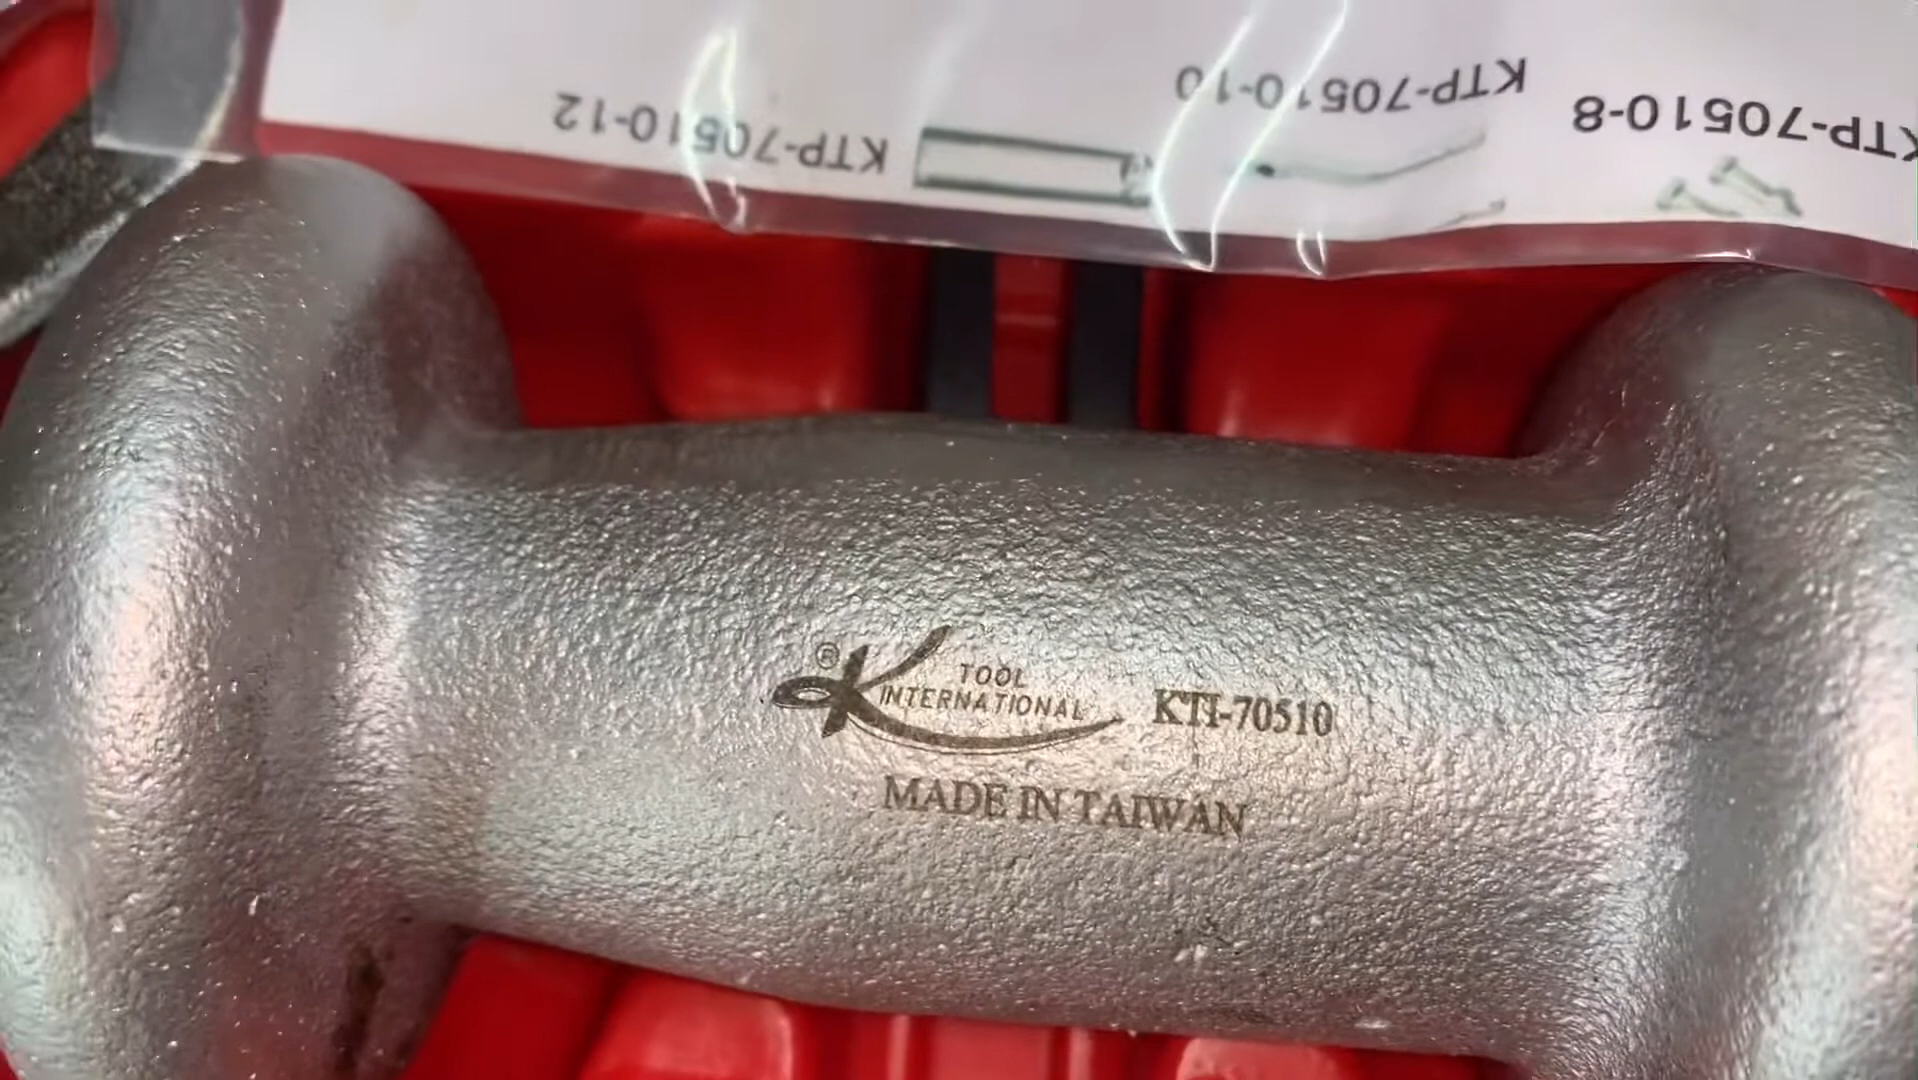 KTP-70510-12
KTP-70510-10
KTP-70510-8
®
TOOL
INTERNATIONAL
KTI-70510
MADE IN TAIWAN